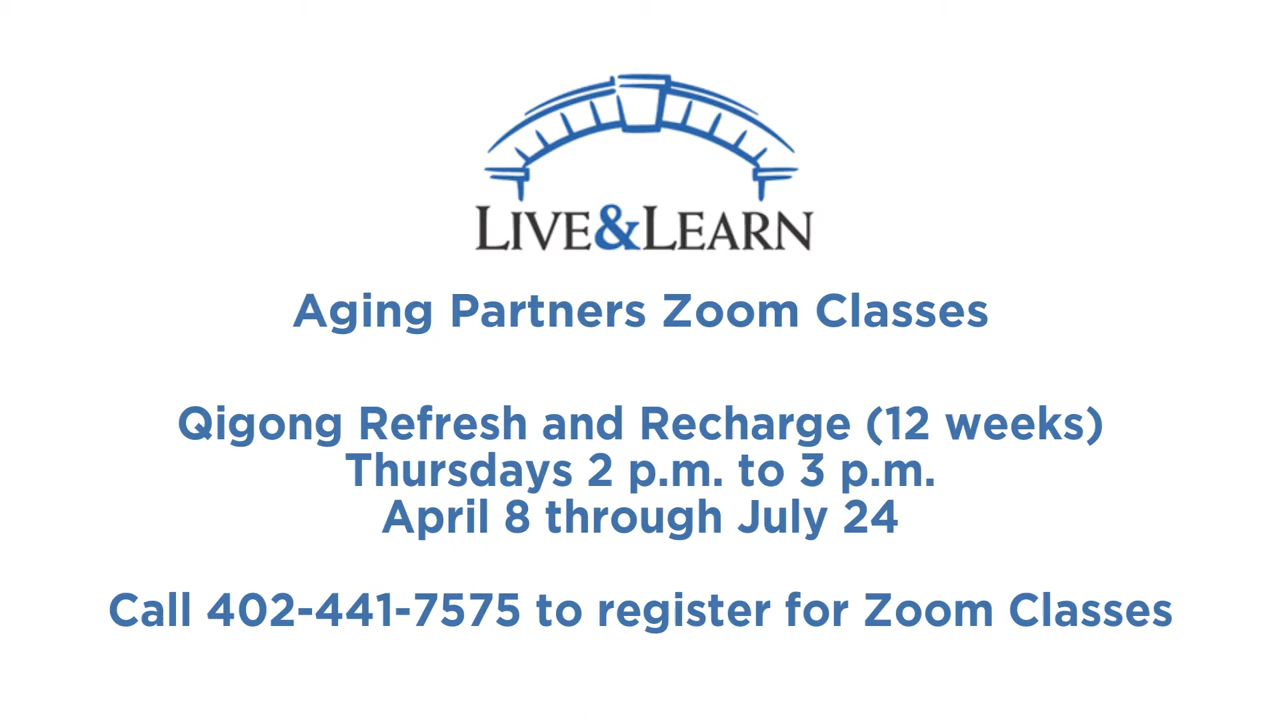 LIVE&LEARN
Aging Partners Zoom Classes
Qigong Refresh and Recharge (12 weeks)
Thursdays 2 p.m. to 3 p.m.
April 8 through July 24
Call 402-441-7575 to register for Zoom Classes